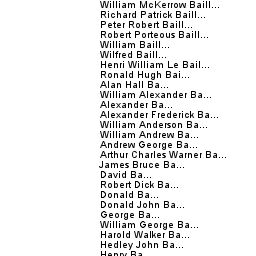 William McKerrow Baill...
Richard Patrick Baill...
Peter Robert Baill...
Robert Porteous Baill...
William Baill...
Wilfred Baill...
Henri William Le Bail...
Ronald Hugh Bai...
Alan Hall Ba...
William Alexander Ba...
Alexander Ba...
Alexander Frederick Ba...
William Anderson Ba...
William Andrew Ba...
Andrew George Ba...
Arthur Charles Warner Ba...
James Bruce Ba...
David Ba...
Robert Dick Ba...
Donald Ba...
Donald John Ba...
George Ba...
William George Ba...
Harold Walker Ba...
Hedley John Ba...
Henry Ba